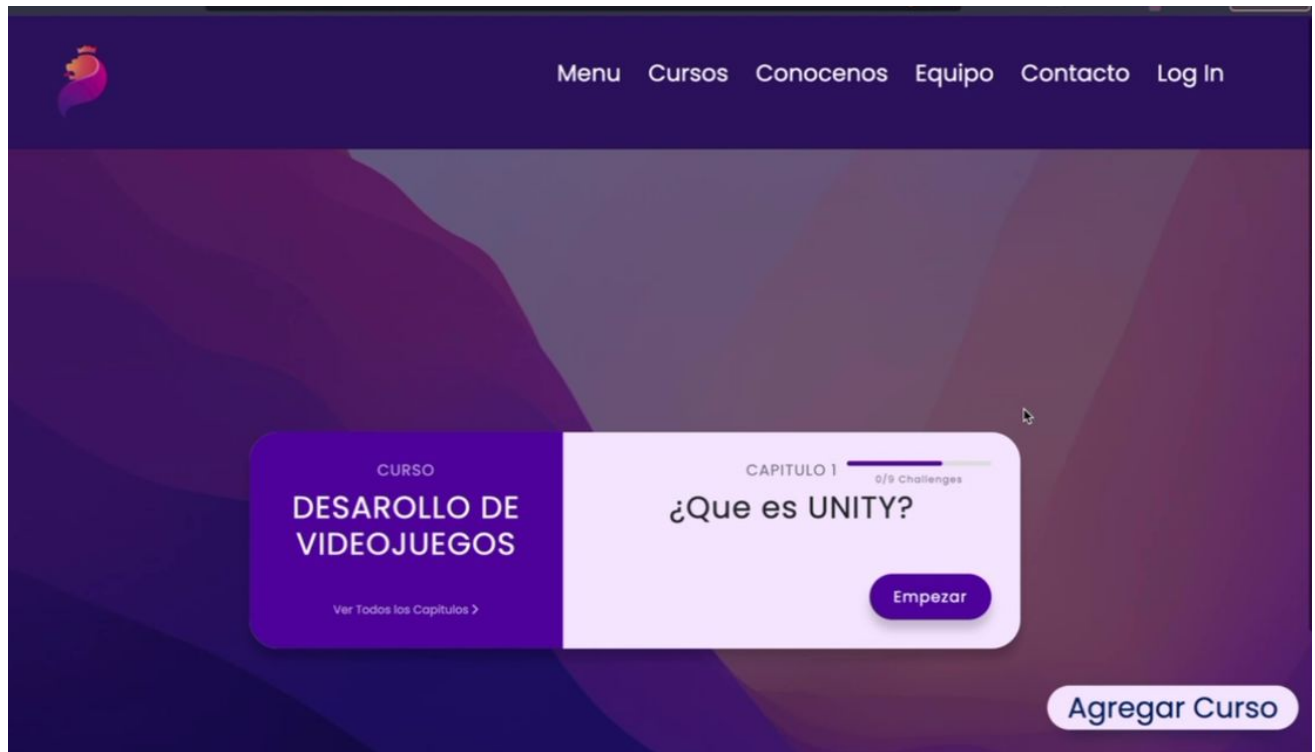 Menu Cursos Conocenos Equipo Contacto Log In
CURSO
DESAROLLO DE
VIDEOJUEGOS
Ver Todos los Capitulos >
CAPITULO 1
0/9 Challenges
¿Que es UNITY?
Empezar
Agregar Curso